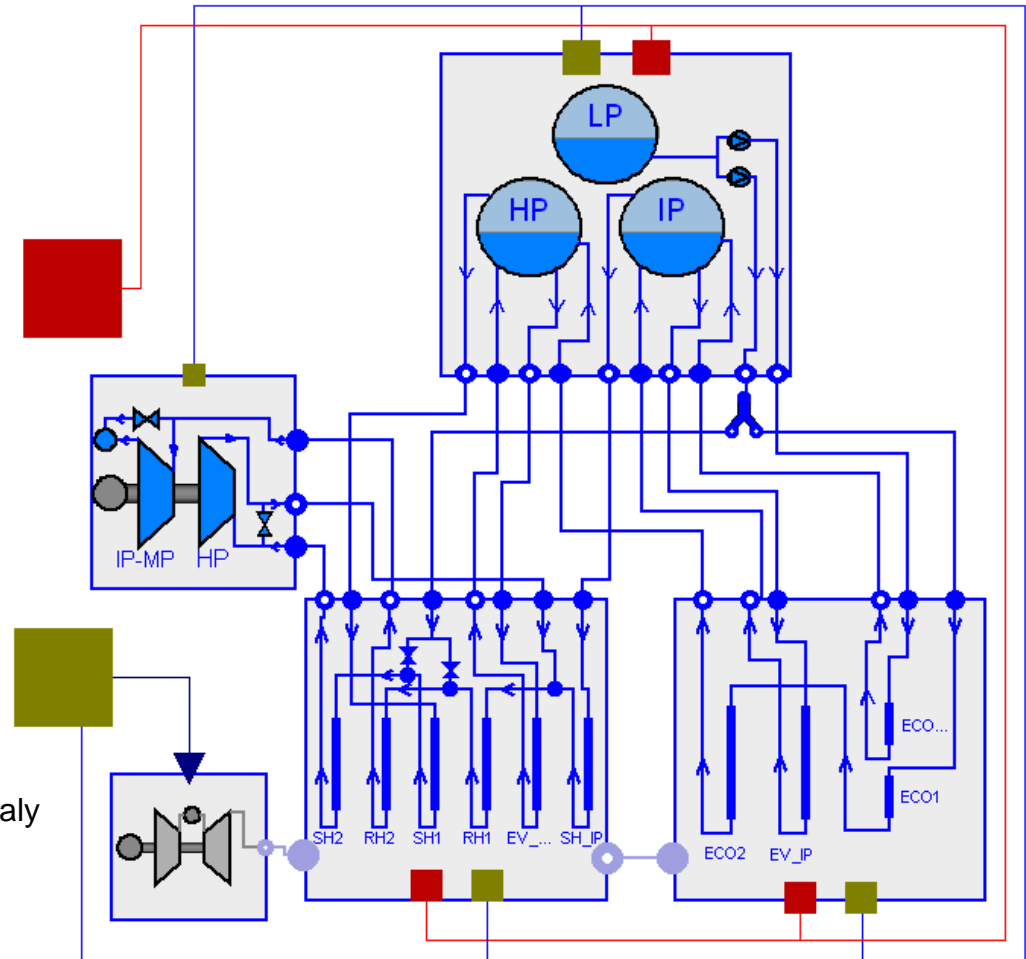 LP
HP IP
IP-MP HP
SH2 RH2 SH1 RH1 EV_... SH_IP
ECO...
ECO1
ECO2 EV_IP
aly